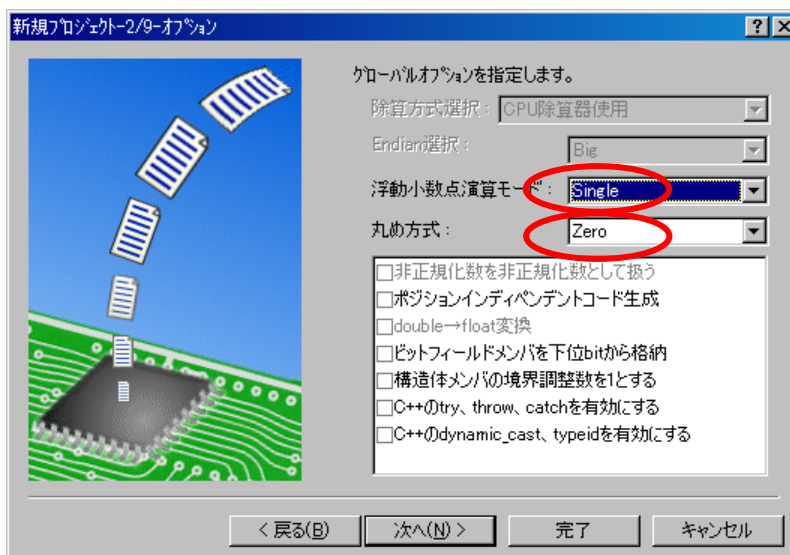 新規プロジェクト-2/9-オプション
グローバルオプションを指定します。
除算方式選択： CPU除算器使用
Endian選択： Big
浮動小数点演算モード： Single
丸め方式： Zero
非正規化数を非正規化数として扱う
ポジションインディペンデントコード生成
double→float変換
ビットフィールドメンバを下位bitから格納
構造体メンバの境界調整数を1とする
C++のtry、throw、catchを有効にする
C++のdynamic_cast、typeidを有効にする
< 戻る(B) 次へ(N) > 完了 キャンセル